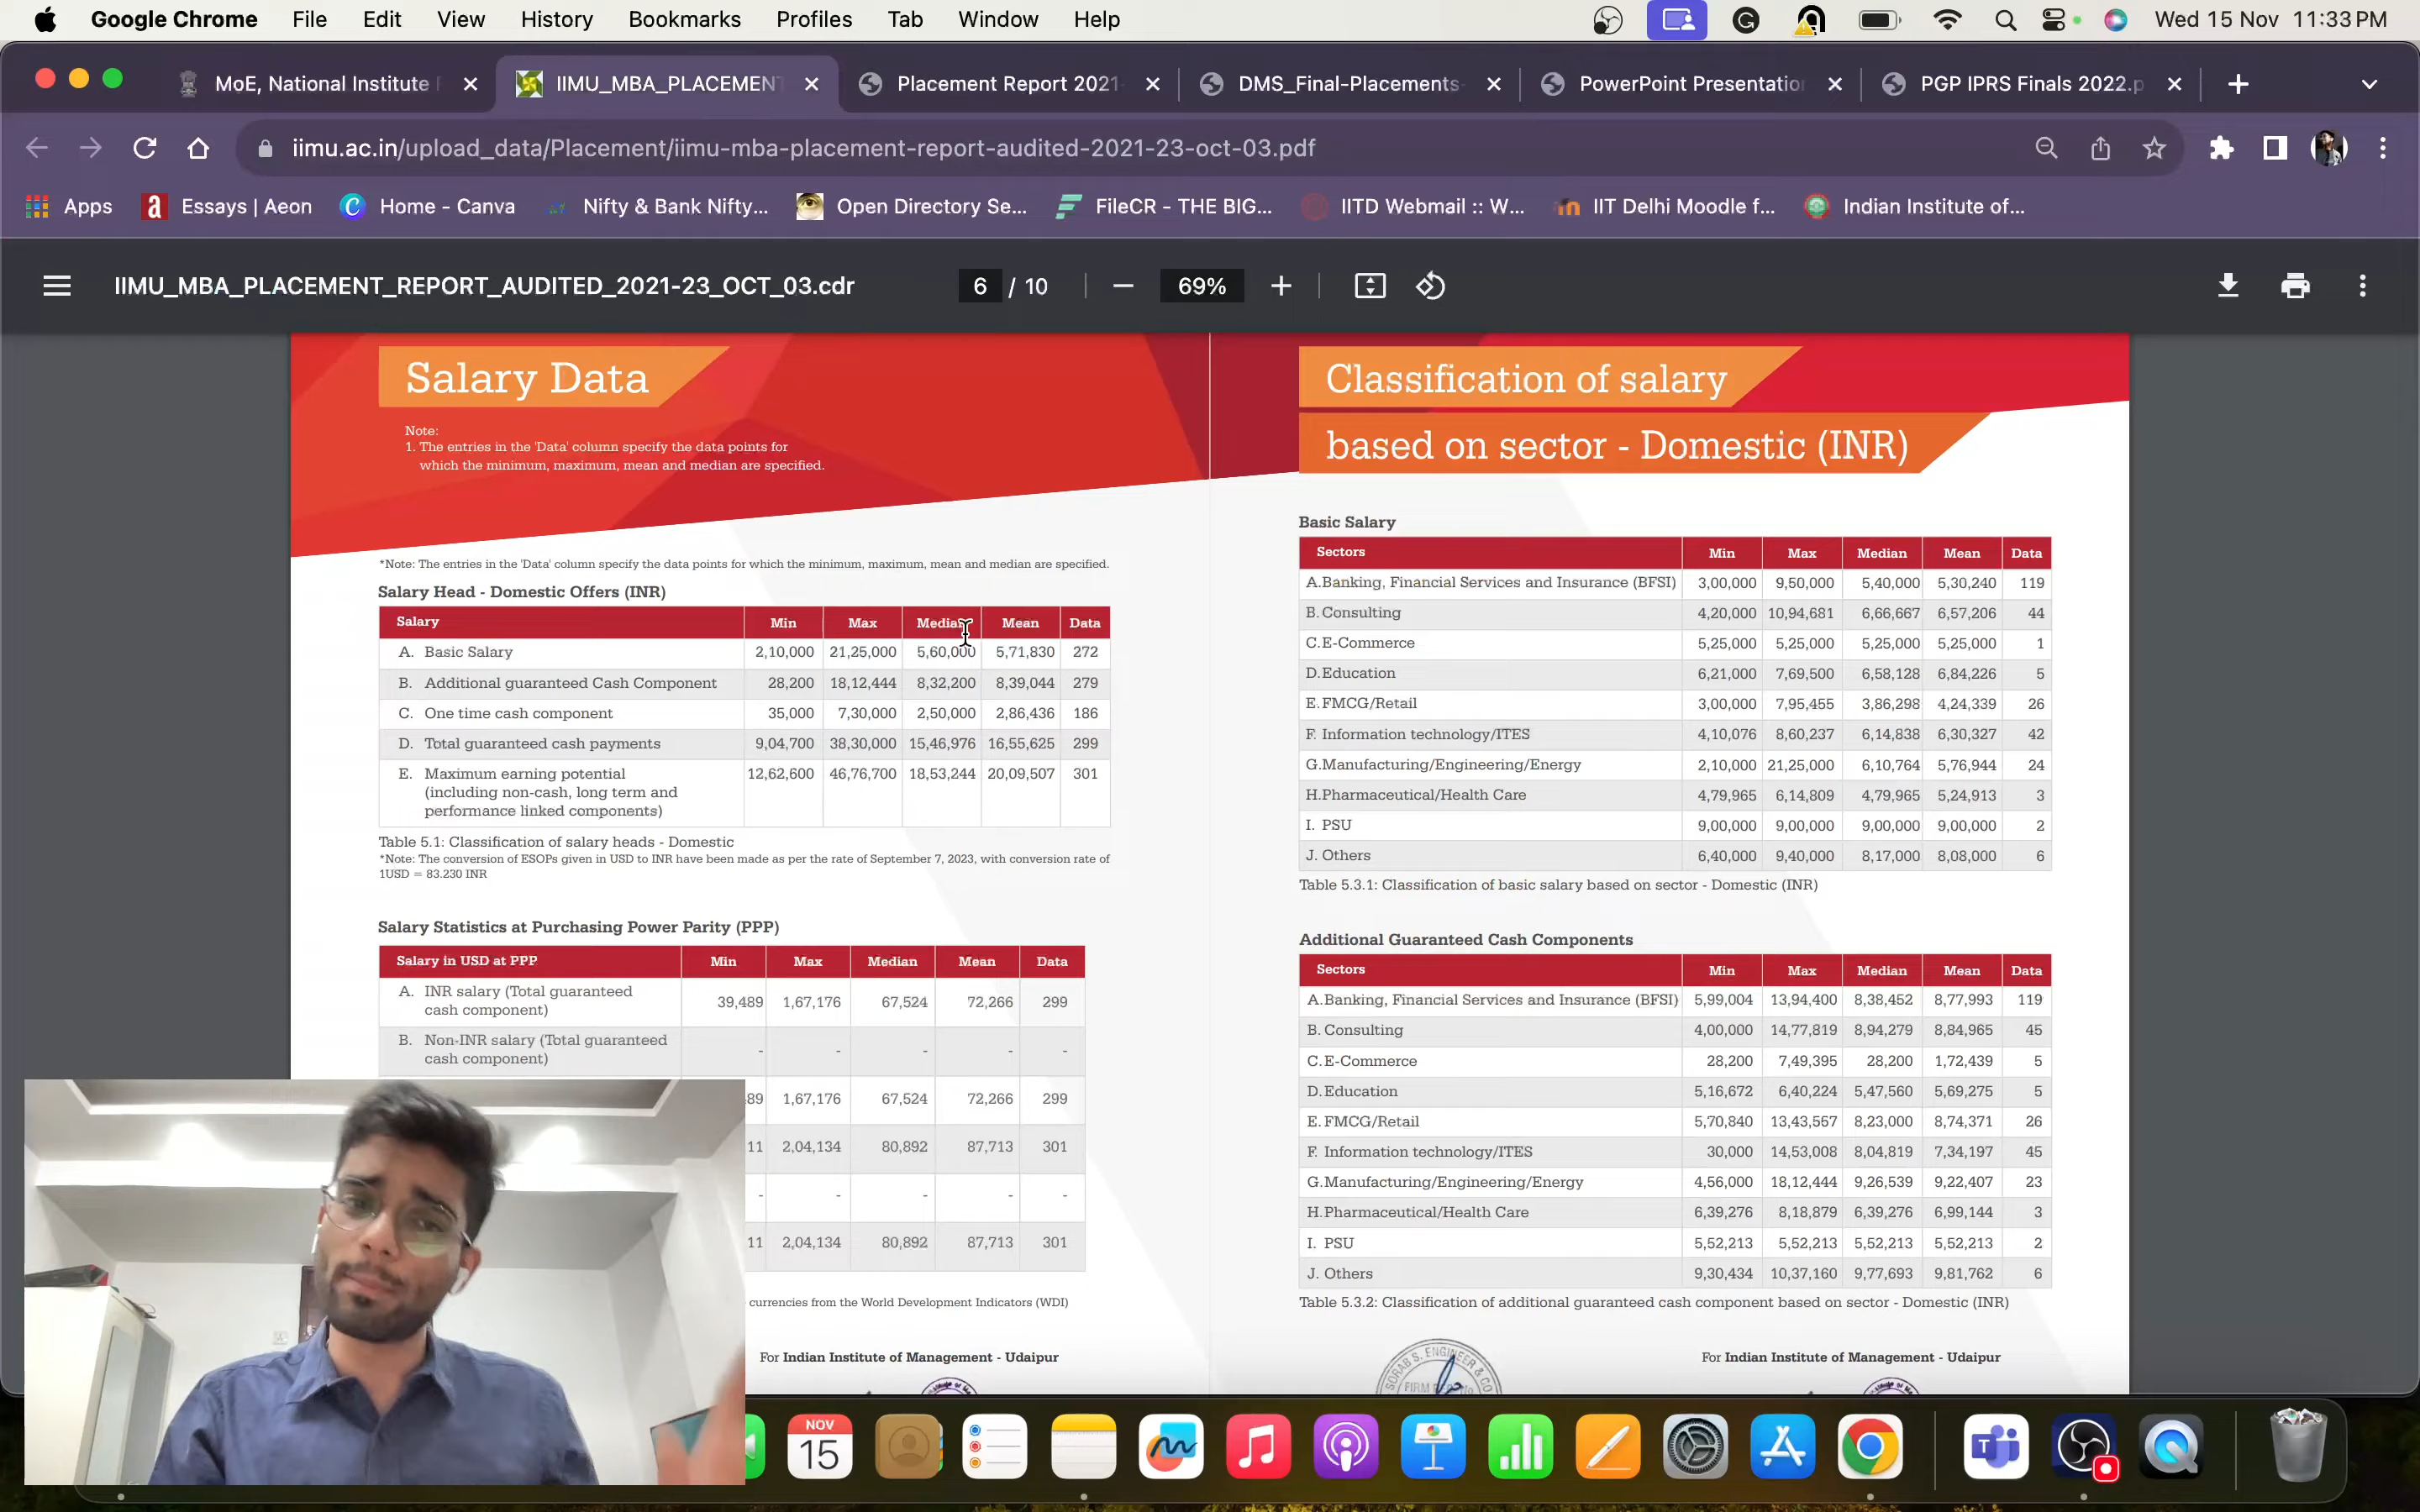 Google Chrome File Edit View History Bookmarks Profiles Tab Window Help Wed 15 Nov 11:33 PM
MoE, National Institute IIMU_MBA_PLACEMENT Placement Report 2021- DMS_Final-Placements- PowerPoint Presentation PGP IPRS Finals 2022.p
iimu.ac.in/upload_data/Placement/iimu-mba-placement-report-audited-2021-23-oct-03.pdf
Apps Essays | Aeon Home - Canva Nifty & Bank Nifty... Open Directory Se... FileCR - THE BIG... IITD Webmail :: W... IIT Delhi Moodle f... Indian Institute of...
IIMU_MBA_PLACEMENT_REPORT_AUDITED_2021-23_OCT_03.cdr 6 / 10 69%
Salary Data
Note:
1. The entries in the 'Data' column specify the data points for
which the minimum, maximum, mean and median are specified.
*Note: The entries in the 'Data' column specify the data points for which the minimum, maximum, mean and median are specified.
Salary Head - Domestic Offers (INR)
Salary Min Max Median Mean Data
A. Basic Salary 2,10,000 21,25,000 5,60,000 5,71,830 272
B. Additional guaranteed Cash Component 28,200 18,12,444 8,32,200 8,39,044 279
C. One time cash component 35,000 7,30,000 2,50,000 2,86,436 186
D. Total guaranteed cash payments 9,04,700 38,30,000 15,46,976 16,55,625 299
E. Maximum earning potential 12,62,600 46,76,700 18,53,244 20,09,507 301
(including non-cash, long term and
performance linked components)
Table 5.1: Classification of salary heads - Domestic
*Note: The conversion of ESOPs given in USD to INR have been made as per the rate of September 7, 2023, with conversion rate of
1USD = 83.230 INR
Salary Statistics at Purchasing Power Parity (PPP)
Salary in USD at PPP Min Max Median Mean Data
A. INR salary (Total guaranteed
cash component) 39,489 1,67,176 67,524 72,266 299
B. Non-INR salary (Total guaranteed
cash component) - - - - -
89 1,67,176 67,524 72,266 299
11 2,04,134 80,892 87,713 301
- - - - -
11 2,04,134 80,892 87,713 301
currencies from the World Development Indicators (WDI)
For Indian Institute of Management - Udaipur
Classification of salary
based on sector - Domestic (INR)
Basic Salary
Sectors Min Max Median Mean Data
A.Banking, Financial Services and Insurance (BFSI) 3,00,000 9,50,000 5,40,000 5,30,240 119
B. Consulting 4,20,000 10,94,681 6,66,667 6,57,206 44
C.E-Commerce 5,25,000 5,25,000 5,25,000 5,25,000 1
D.Education 6,21,000 7,69,500 6,58,128 6,84,226 5
E. FMCG/Retail 3,00,000 7,95,455 3,86,298 4,24,339 26
F. Information technology/ITES 4,10,076 8,60,237 6,14,838 6,30,327 42
G.Manufacturing/Engineering/Energy 2,10,000 21,25,000 6,10,764 5,76,944 24
H.Pharmaceutical/Health Care 4,79,965 6,14,809 4,79,965 5,24,913 3
I. PSU 9,00,000 9,00,000 9,00,000 9,00,000 2
J. Others 6,40,000 9,40,000 8,17,000 8,08,000 6
Table 5.3.1: Classification of basic salary based on sector - Domestic (INR)
Additional Guaranteed Cash Components
Sectors Min Max Median Mean Data
A.Banking, Financial Services and Insurance (BFSI) 5,99,004 13,94,400 8,38,452 8,77,993 119
B. Consulting 4,00,000 14,77,819 8,94,279 8,84,965 45
C.E-Commerce 28,200 7,49,395 28,200 1,72,439 5
D.Education 5,16,672 6,40,224 5,47,560 5,69,275 5
E. FMCG/Retail 5,70,840 13,43,557 8,23,000 8,74,371 26
F. Information technology/ITES 30,000 14,53,008 8,04,819 7,34,197 45
G.Manufacturing/Engineering/Energy 4,56,000 18,12,444 9,26,539 9,22,407 23
H.Pharmaceutical/Health Care 6,39,276 8,18,879 6,39,276 6,99,144 3
I. PSU 5,52,213 5,52,213 5,52,213 5,52,213 2
J. Others 9,30,434 10,37,160 9,77,693 9,81,762 6
Table 5.3.2: Classification of additional guaranteed cash component based on sector - Domestic (INR)
SORAB S. ENGINEER & CO
For Indian Institute of Management - Udaipur
NOV
15